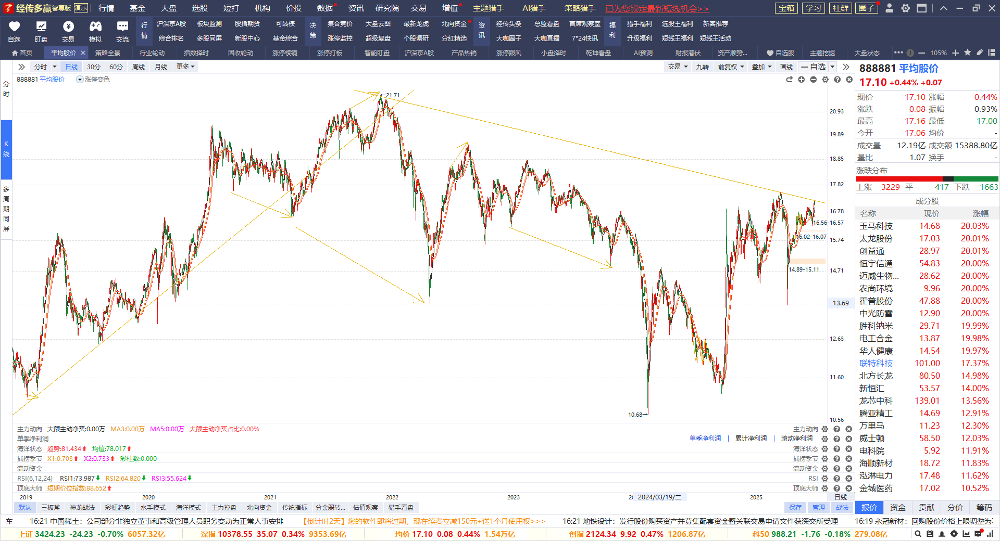 经传多赢 智尊版 演示 行情 基金 大盘 选股 短打 机构 价投 数据 资讯 研究院 交易 增值 主题猎手 AI猎手 策略猎手 已为您锁定最新短线机会>> 宝箱 学习 社群 圈子
自选 盯盘 交易 模拟 交流
行情 沪深京A股 板块监测 股指期货 可转债 决策 集合竞价 大盘云图 最新龙虎 北向资金 资讯 经传头条 总监看盘 首席观察室 福利 猎手福利 选股王福利 新客推荐
综合排名 多股同屏 新股中心 基金综合 涨停监控 超级复盘 个股调研 分红精选 大咖圈子 大咖直播 7*24快讯 升级福利 短线王福利 短线王活动
首页 平均股价 策略全景 行业轮动 指数择时 固收轮动 涨停棱镜 涨停打板 智能盯盘 沪深京A股 产品热销 涨停跟风 小盘择时 乾坤看盘 AI预测 财报潜伏 资产顺势... 自选股 主题挖掘 大盘状态 105%
分时 日线 30分 60分 周线 月线 更多 交易 九转 前复权 叠加 画线 自选
888881 平均股价 涨停变色
分时
K线
多周期同屏
21.71
20.93
19.89
18.85
17.82
16.78
16.56-16.57
16.02-16.07
15.74
14.89-15.11
14.71
13.69
12.63
11.60
10.68
10.56
主力动向 大额主动净买:0.00万 MA3:0.00万 MA5:0.00万 大额主动净买占比:0.00% 主力动向
单季净利润 单季净利润 | 累计净利润 | 滚动净利润
海洋状态 趋势:81.434 均值:78.017 海洋状态
捕捞季节 X1:0.703 X2:0.733 彩柱数:0.000 捕捞季节
流动资金 流动资金
RSI(6,12,24) RSI1:73.987 RSI2:64.820 RSI3:55.624 RSI
顶底大师 短期价位指数:88.652 顶底大师
2019 2020 2021 2022 2023 2024/03/19/二 2025 日线
默认 三板斧 神龙战法 彩虹趋势 水手模式 海洋模式 主力控盘 北向资金 传统指标 分金弱转... 估值观察 猎手看盘 保存 管理 战法
888881 平均股价
17.10 +0.44% +0.07
现价 17.10 涨幅 0.44%
涨跌 0.08 振幅 0.93%
最高 17.16 最低 17.00
今开 17.06 均价 -
成交量 12.19亿 成交额 15388.80亿
量比 1.07 换手 -
涨跌分布
上涨 3229 平 417 下跌 1663
成分股
名称 现价 涨幅
玉马科技 14.68 20.03%
太龙股份 17.03 20.01%
创益通 28.97 20.01%
恒宇信通 54.83 20.00%
迈威生物... 28.62 20.00%
农尚环境 9.96 20.00%
霍普股份 47.88 20.00%
中光防雷 12.90 20.00%
胜科纳米 29.71 19.99%
电工合金 13.87 19.98%
华人健康 14.54 19.97%
联特科技 101.00 17.37%
北方长龙 80.50 14.98%
新恒汇 53.57 14.00%
龙芯中科 139.01 13.56%
腾亚精工 14.69 12.91%
万里马 11.23 12.30%
威士顿 58.50 12.03%
电科院 5.92 11.91%
海顺新材 18.72 11.83%
泓淋电力 17.48 11.62%
金城医药 17.02 10.52%
报价 资金 贡献 分价 筹码
车 16:21 中国稀土：公司部分非独立董事和高级管理人员职务变动为正常人事安排 【倒计时2天】您的软件即将过期，现在续费立减150元+送1个月使用权>>> 16:21 地铁设计：发行股份购买资产并募集配套资金暨关联交易申请文件获深交所受理 16:19 永冠新材：回购股份价格上限调整为
上证 3424.23 -24.23 -0.70% 6057.32亿 深指 10378.55 35.07 0.34% 9353.69亿 均价 17.10 0.08 0.44% 1.54万亿 创指 2124.34 9.92 0.47% 1206.87亿 科50 988.21 -1.76 -0.18% 279.08亿